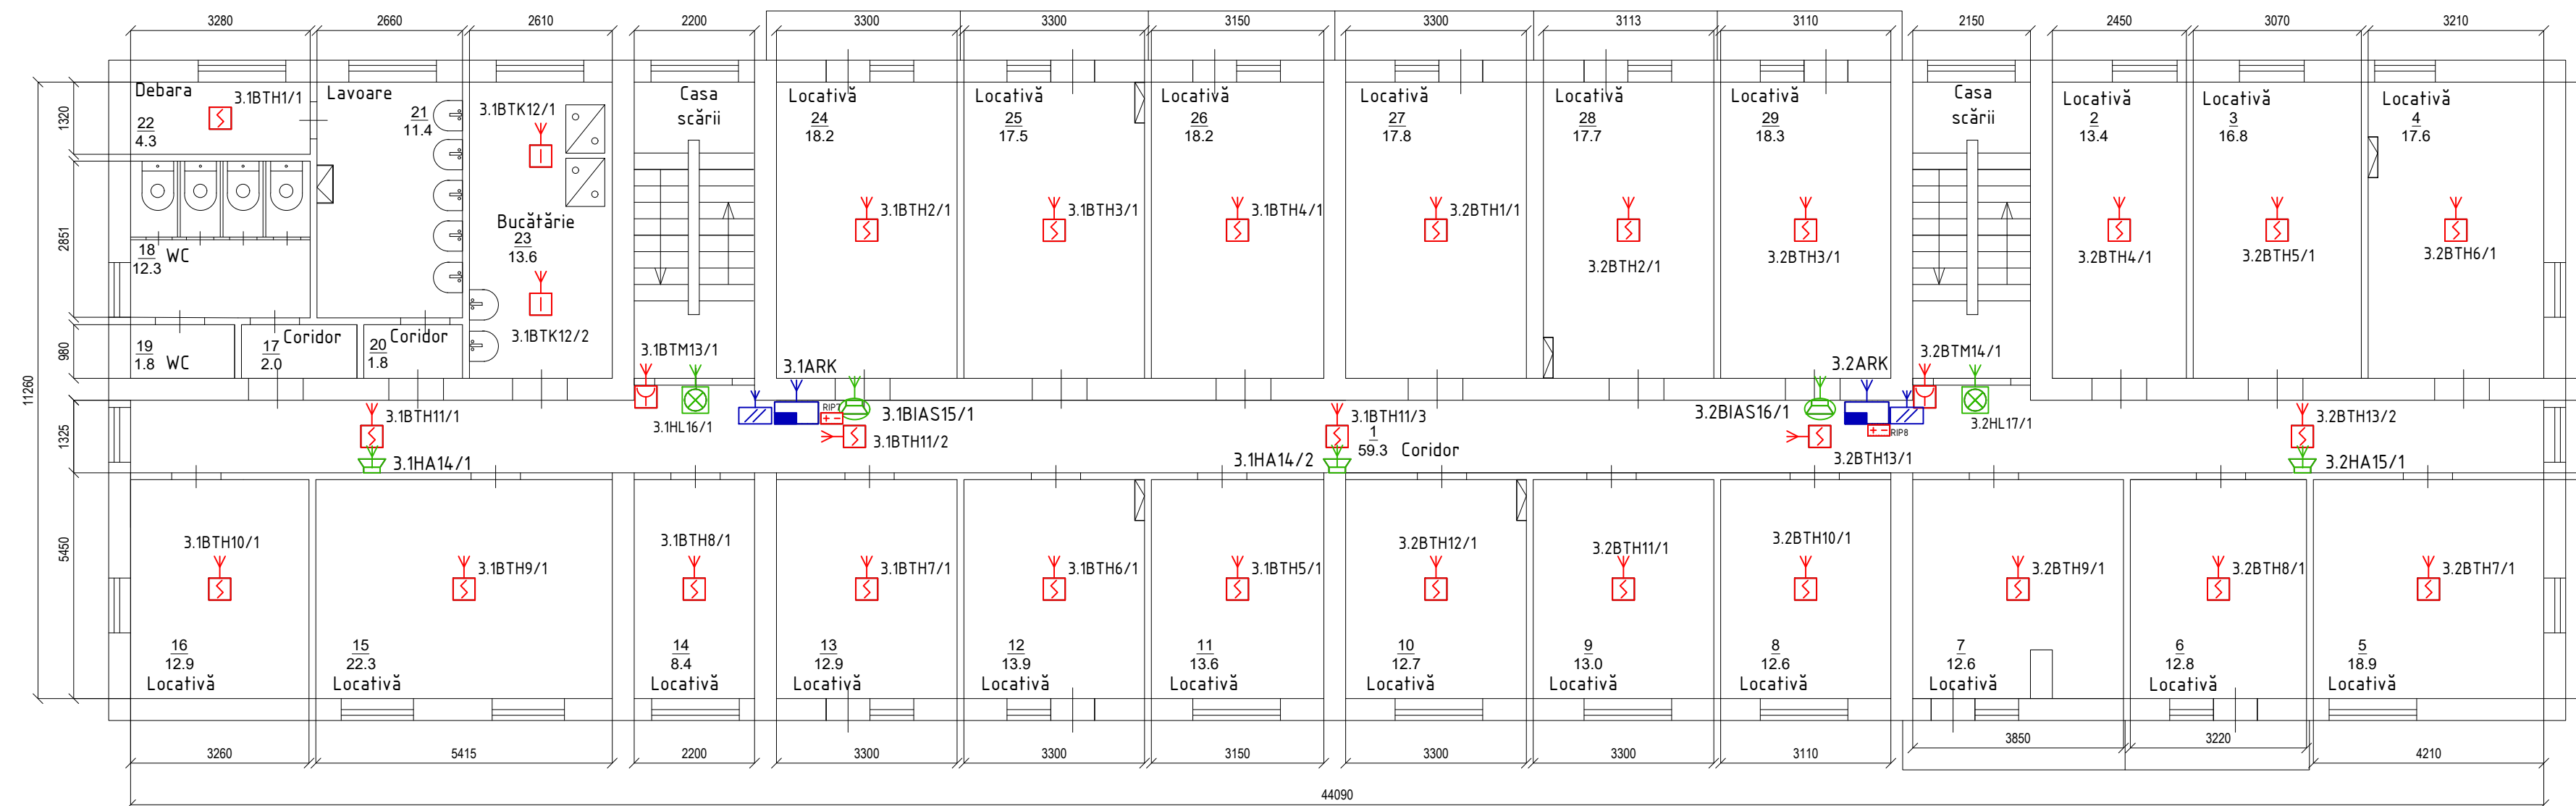 3280 2660 2610 2200 3300 3300 3150 3300 3113 3110 2150 2450 3070 3210
Debara
3.1BTH1/1
22
4.3
Lavoare
21
11.4
3.1BTK12/1
Bucătărie
23
13.6
3.1BTK12/2
Casa
scării
Locativă
24
18.2
3.1BTH2/1
Locativă
25
17.5
3.1BTH3/1
Locativă
26
18.2
3.1BTH4/1
Locativă
27
17.8
3.2BTH1/1
Locativă
28
17.7
3.2BTH2/1
Locativă
29
18.3
3.2BTH3/1
Casa
scării
Locativă
2
13.4
3.2BTH4/1
Locativă
3
16.8
3.2BTH5/1
Locativă
4
17.6
3.2BTH6/1
1320
2851
980
11260
1325
5450
18 WC
12.3
19 WC
1.8
17 Coridor
2.0
20 Coridor
1.8
3.1BTM13/1
3.1HL16/1
3.1ARK
RIP7
3.1BIAS15/1
3.1BTH11/2
3.1BTH11/1
3.1HA14/1
3.1BTH11/3
1
59.3 Coridor
3.1HA14/2
3.2BIAS16/1
3.2ARK
RIP8
3.2BTH13/1
3.2BTM14/1
3.2HL17/1
3.2BTH13/2
3.2HA15/1
3.1BTH10/1
16
12.9
Locativă
3.1BTH9/1
15
22.3
Locativă
3.1BTH8/1
14
8.4
Locativă
3.1BTH7/1
13
12.9
Locativă
3.1BTH6/1
12
13.9
Locativă
3.1BTH5/1
11
13.6
Locativă
3.2BTH12/1
10
12.7
Locativă
3.2BTH11/1
9
13.0
Locativă
3.2BTH10/1
8
12.6
Locativă
3.2BTH9/1
7
12.6
Locativă
3.2BTH8/1
6
12.8
Locativă
3.2BTH7/1
5
18.9
Locativă
3260 5415 2200 3300 3300 3150 3300 3300 3110 3850 3220 4210
44090